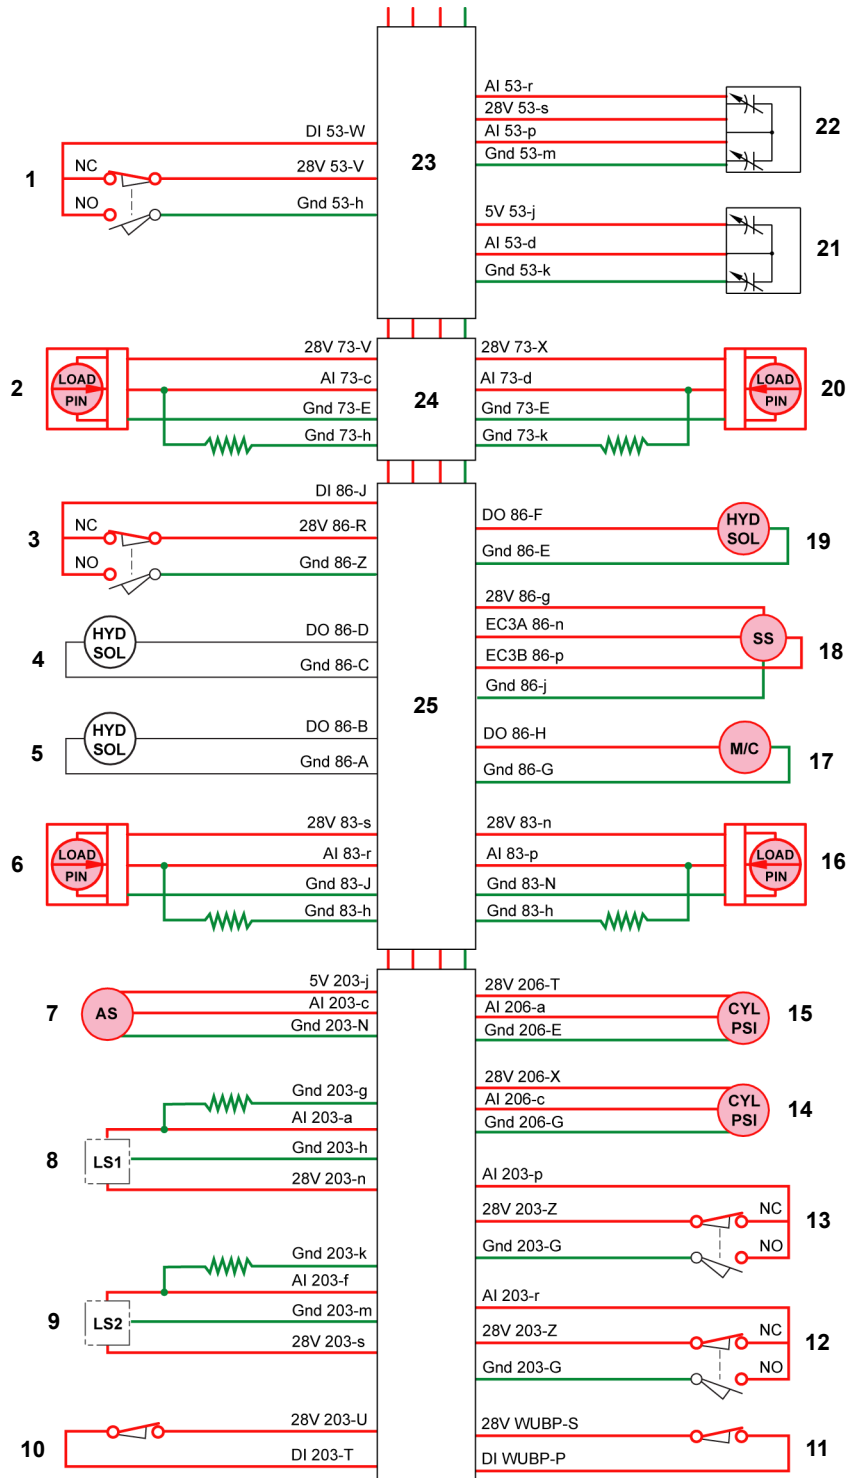 AI 53-r
28V 53-s
AI 53-p
Gnd 53-m
22
DI 53-W
23
1
NC
28V 53-V
NO
Gnd 53-h
5V 53-j
AI 53-d
Gnd 53-k
21
2
LOAD
PIN
28V 73-V
AI 73-c
Gnd 73-E
Gnd 73-h
24
28V 73-X
AI 73-d
Gnd 73-E
Gnd 73-k
LOAD
PIN
20
3
NC
NO
DI 86-J
28V 86-R
Gnd 86-Z
DO 86-F
Gnd 86-E
HYD
SOL
19
4
HYD
SOL
DO 86-D
Gnd 86-C
28V 86-g
EC3A 86-n
EC3B 86-p
Gnd 86-j
SS
18
25
5
HYD
SOL
DO 86-B
Gnd 86-A
DO 86-H
Gnd 86-G
M/C
17
6
LOAD
PIN
28V 83-s
AI 83-r
Gnd 83-J
Gnd 83-h
28V 83-n
AI 83-p
Gnd 83-N
Gnd 83-h
LOAD
PIN
16
7
AS
5V 203-j
AI 203-c
Gnd 203-N
28V 206-T
AI 206-a
Gnd 206-E
CYL
PSI
15
8
LS1
Gnd 203-g
AI 203-a
Gnd 203-h
28V 203-n
28V 206-X
AI 206-c
Gnd 206-G
CYL
PSI
14
AI 203-p
28V 203-Z
Gnd 203-G
NC
NO
13
9
LS2
Gnd 203-k
AI 203-f
Gnd 203-m
28V 203-s
AI 203-r
28V 203-Z
Gnd 203-G
NC
NO
12
10
28V 203-U
DI 203-T
28V WUBP-S
DI WUBP-P
11